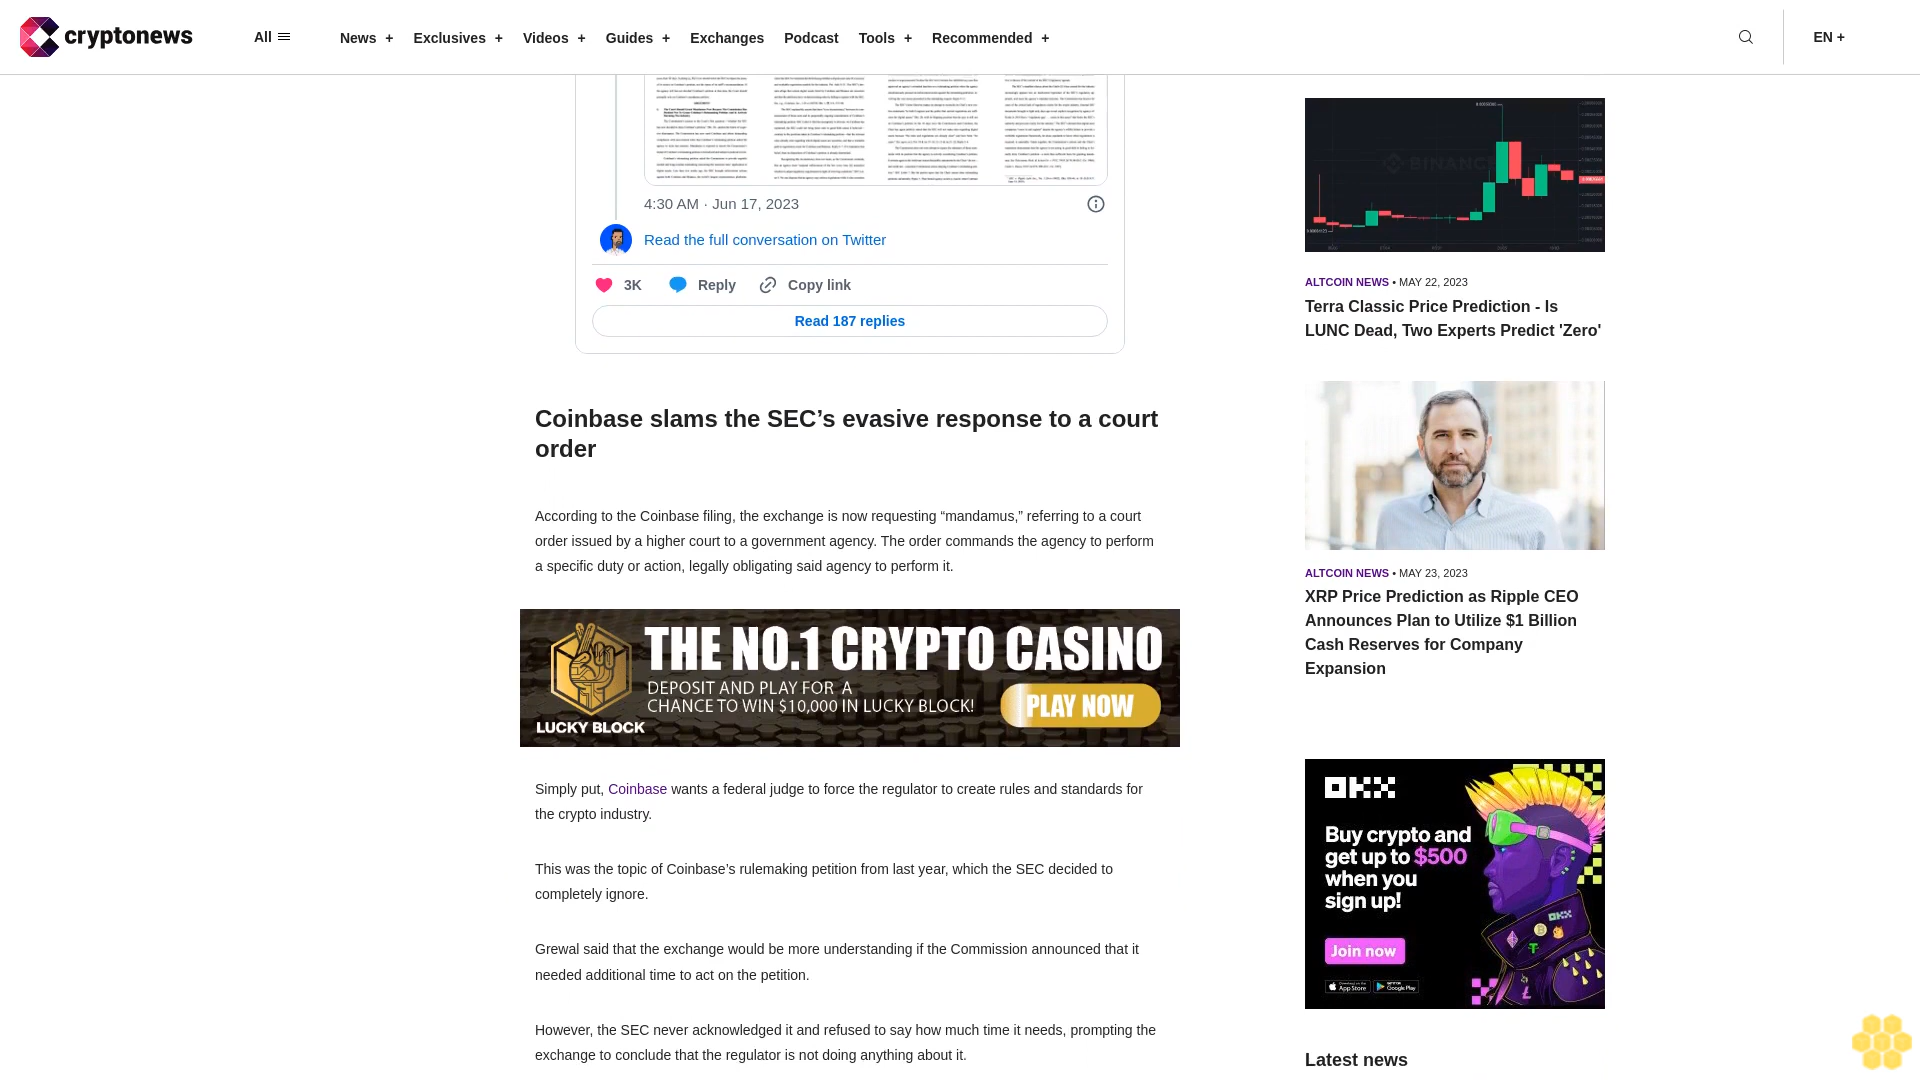 cryptonews
All
News +
Exclusives +
Videos +
Guides +
Exchanges
Podcast
Tools +
Recommended +
EN +
4:30 AM · Jun 17, 2023
Read the full conversation on Twitter
3K
Reply
Copy link
Read 187 replies
Coinbase slams the SEC’s evasive response to a court
order
According to the Coinbase filing, the exchange is now requesting “mandamus,” referring to a court
order issued by a higher court to a government agency. The order commands the agency to perform
a specific duty or action, legally obligating said agency to perform it.
THE NO.1 CRYPTO CASINO
DEPOSIT AND PLAY FOR A
CHANCE TO WIN $10,000 IN LUCKY BLOCK!
PLAY NOW
LUCKY BLOCK
Simply put, Coinbase wants a federal judge to force the regulator to create rules and standards for
the crypto industry.
This was the topic of Coinbase’s rulemaking petition from last year, which the SEC decided to
completely ignore.
Grewal said that the exchange would be more understanding if the Commission announced that it
needed additional time to act on the petition.
However, the SEC never acknowledged it and refused to say how much time it needs, prompting the
exchange to conclude that the regulator is not doing anything about it.
BINANCE
ALTCOIN NEWS • MAY 22, 2023
Terra Classic Price Prediction - Is
LUNC Dead, Two Experts Predict 'Zero'
ALTCOIN NEWS • MAY 23, 2023
XRP Price Prediction as Ripple CEO
Announces Plan to Utilize $1 Billion
Cash Reserves for Company
Expansion
OKX
Buy crypto and
get up to $500
when you
sign up!
OKX
Join now
App Store
Google Play
Latest news